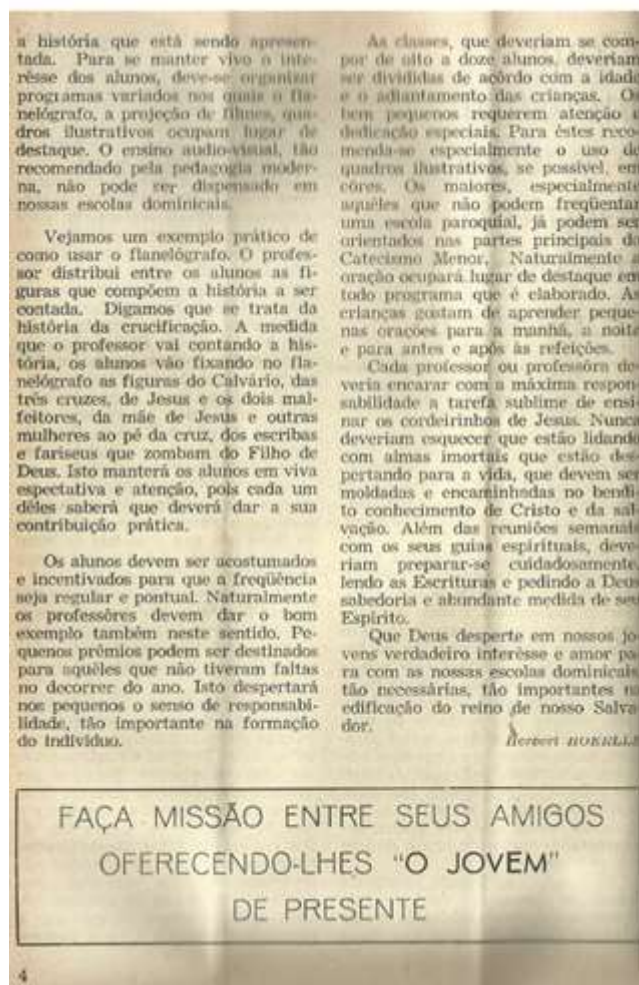 a história que está sendo apresen-
tada. Para se manter vivo o inte-
rêsse dos alunos, deve-se organizar
programas variados nos quais o fla-
nelógrafo, a projeção de filmes, qua-
dros ilustrativos ocupam lugar de
destaque. O ensino audio-visual, tão
recomendado pela pedagogia moder-
na, não pode ser dispensado em
nossas escolas dominicais.
Vejamos um exemplo prático de
como usar o flanelógrafo. O profes-
sor distribui entre os alunos as fi-
guras que compõem a história a ser
contada. Digamos que se trata da
história da crucificação. A medida
que o professor vai contando a his-
tória, os alunos vão fixando no fla-
nelógrafo as figuras do Calvário, das
três cruzes, de Jesus e os dois mal-
feitores, da mãe de Jesus e outras
mulheres ao pé da cruz, dos escribas
e fariseus que zombam do Filho de
Deus. Isto manterá os alunos em viva
espectativa e atenção, pois cada um
dêles saberá que deverá dar a sua
contribuição prática.
Os alunos devem ser acostumados
e incentivados para que a freqüência
seja regular e pontual. Naturalmente
os professôres devem dar o bom
exemplo também neste sentido. Pe-
quenos prêmios podem ser destinados
para aquêles que não tiveram faltas
no decorrer do ano. Isto despertará
nos pequenos o senso de responsabi-
lidade, tão importante na formação
do indivíduo.
As classes, que deveriam se com-
por de oito a doze alunos, deveriam
ser divididas de acôrdo com a idade
e o adiantamento das crianças. Os
bem pequenos requerem atenção e
dedicação especiais. Para êstes reco-
menda-se especialmente o uso de
quadros ilustrativos, se possível, em
côres. Os maiores, especialmente
aquêles que não podem freqüentar
uma escola paroquial, já podem ser
orientados nas partes principais do
Catecismo Menor. Naturalmente a
oração ocupará lugar de destaque em
todo programa que é elaborado. As
crianças gostam de aprender peque-
nas orações para a manhã, a noite
e para antes e após às refeições.
Cada professor ou professôra de-
veria encarar com a máxima respon-
sabilidade a tarefa sublime de ensi-
nar os cordeirinhos de Jesus. Nunca
deveriam esquecer que estão lidando
com almas imortais que estão des-
pertando para a vida, que devem ser
moldadas e encaminhadas no bendi-
to conhecimento de Cristo e da sal-
vação. Além das reuniões semanais
com os seus guias espirituais, deve-
riam preparar-se cuidadosamente,
lendo as Escrituras e pedindo a Deus
sabedoria e abundante medida de seu
Espírito.
Que Deus desperte em nossos jo-
vens verdadeiro interêsse e amor pa-
ra com as nossas escolas dominicais,
tão necessárias, tão importantes na
edificação do reino de nosso Salva-
dor.
Herbert HOERLLE
FAÇA MISSÃO ENTRE SEUS AMIGOS
OFERECENDO-LHES "O JOVEM"
DE PRESENTE
4